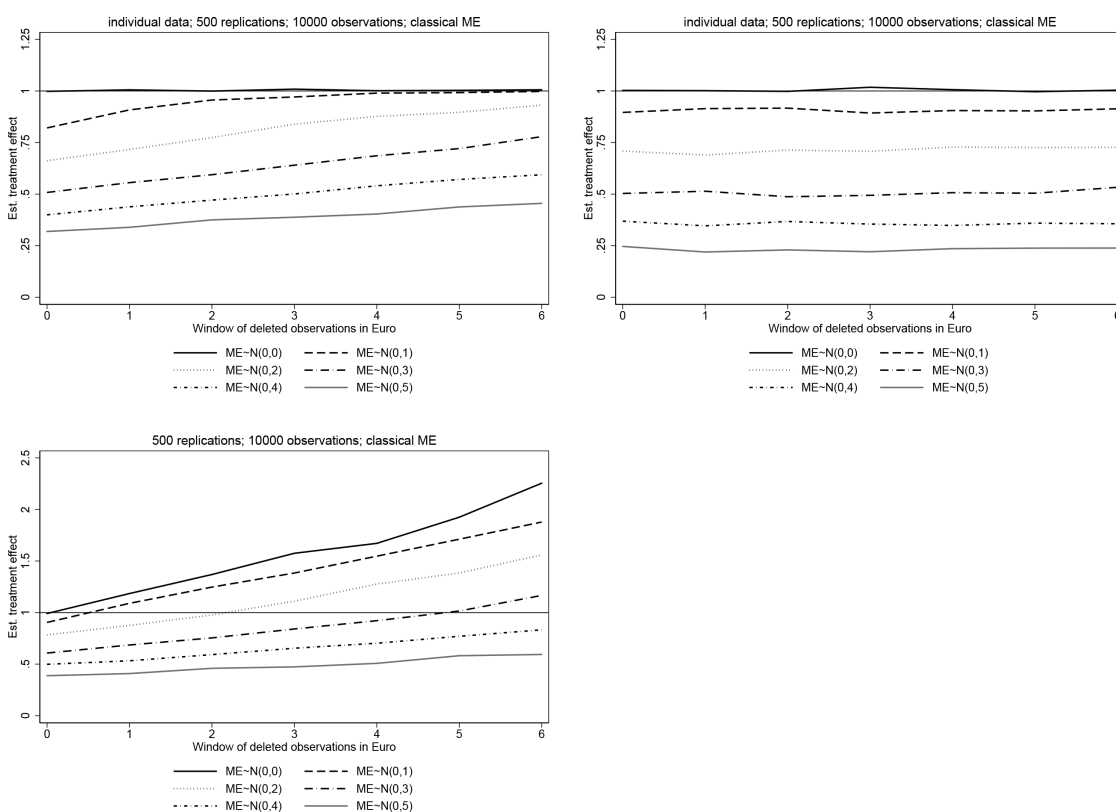 individual data; 500 replications; 10000 observations; classical ME
Est. treatment effect
1.25
1
.75
.5
.25
0
0 1 2 3 4 5 6
Window of deleted observations in Euro
ME~N(0,0) ME~N(0,1)
ME~N(0,2) ME~N(0,3)
ME~N(0,4) ME~N(0,5)
individual data; 500 replications; 10000 observations; classical ME
Est. treatment effect
1.25
1
.75
.5
.25
0
0 1 2 3 4 5 6
Window of deleted observations in Euro
ME~N(0,0) ME~N(0,1)
ME~N(0,2) ME~N(0,3)
ME~N(0,4) ME~N(0,5)
500 replications; 10000 observations; classical ME
Est. treatment effect
2.5
2
1.5
1
.5
0
0 1 2 3 4 5 6
Window of deleted observations in Euro
ME~N(0,0) ME~N(0,1)
ME~N(0,2) ME~N(0,3)
ME~N(0,4) ME~N(0,5)